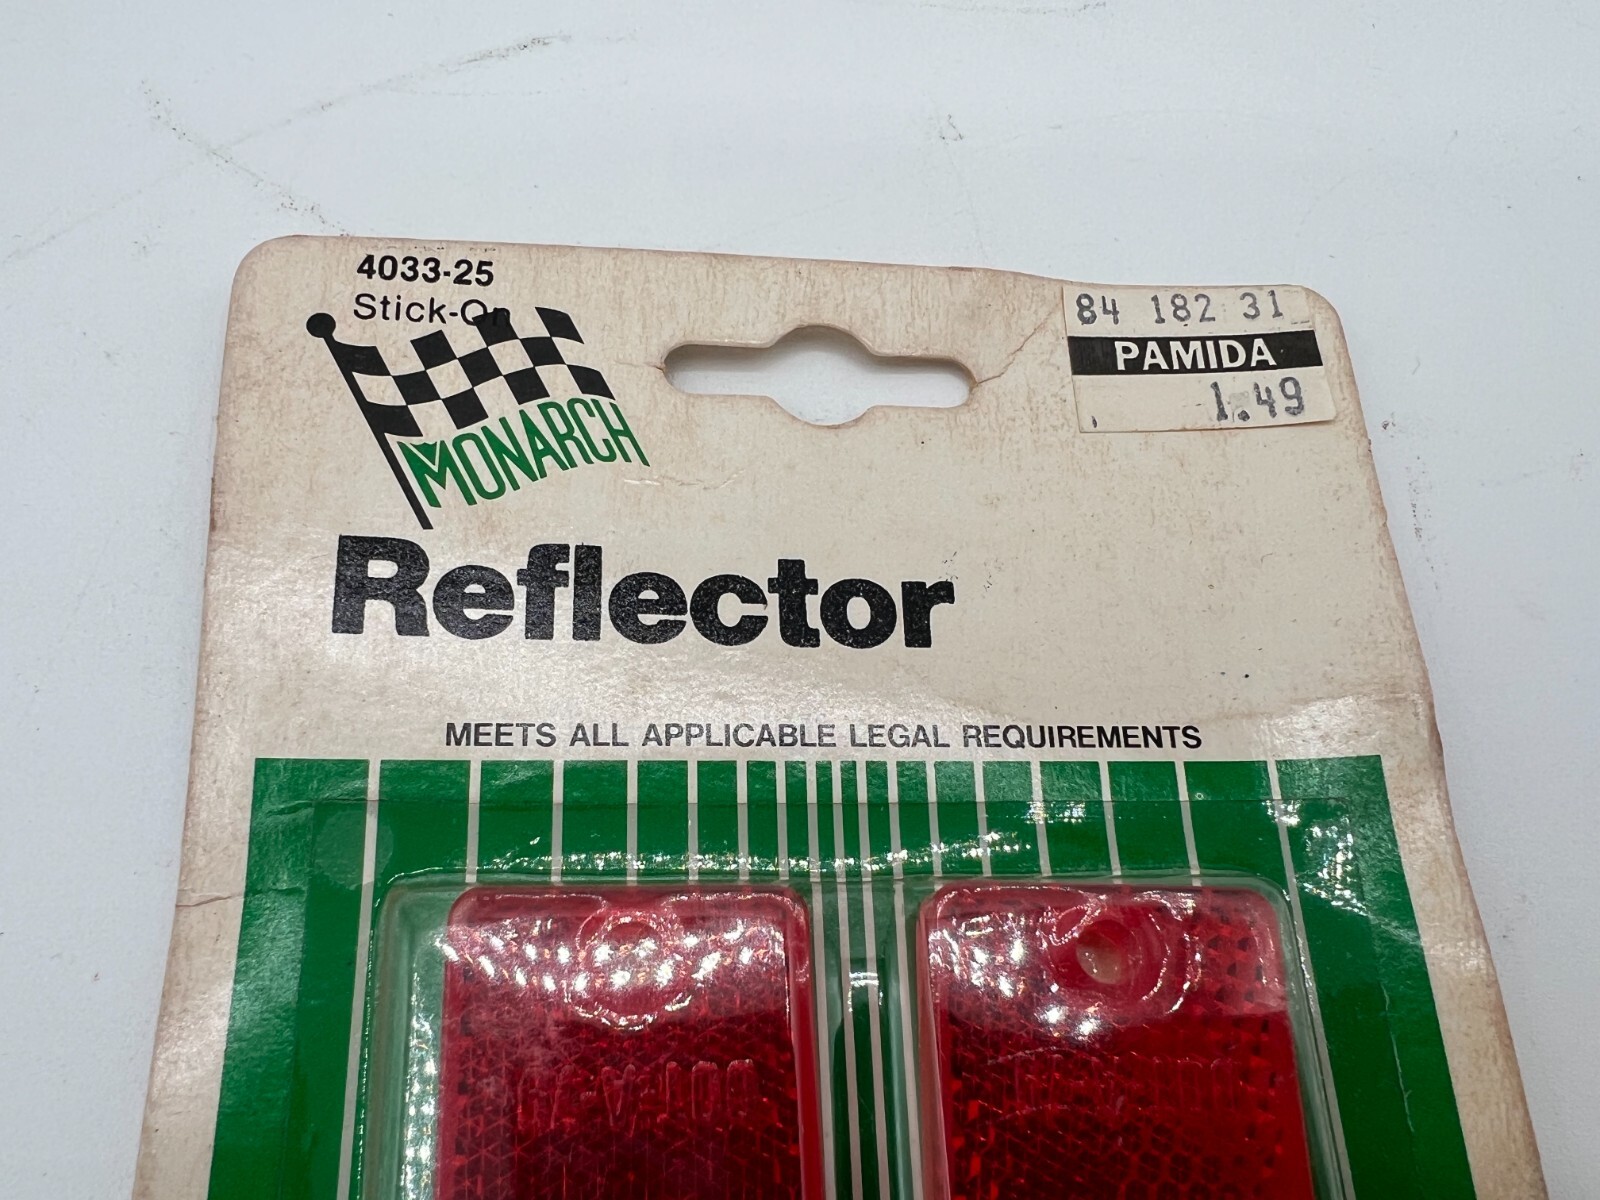 4033-25
Stick-On
MONARCH
84 182 31
PAMIDA
1.49
Reflector
MEETS ALL APPLICABLE LEGAL REQUIREMENTS